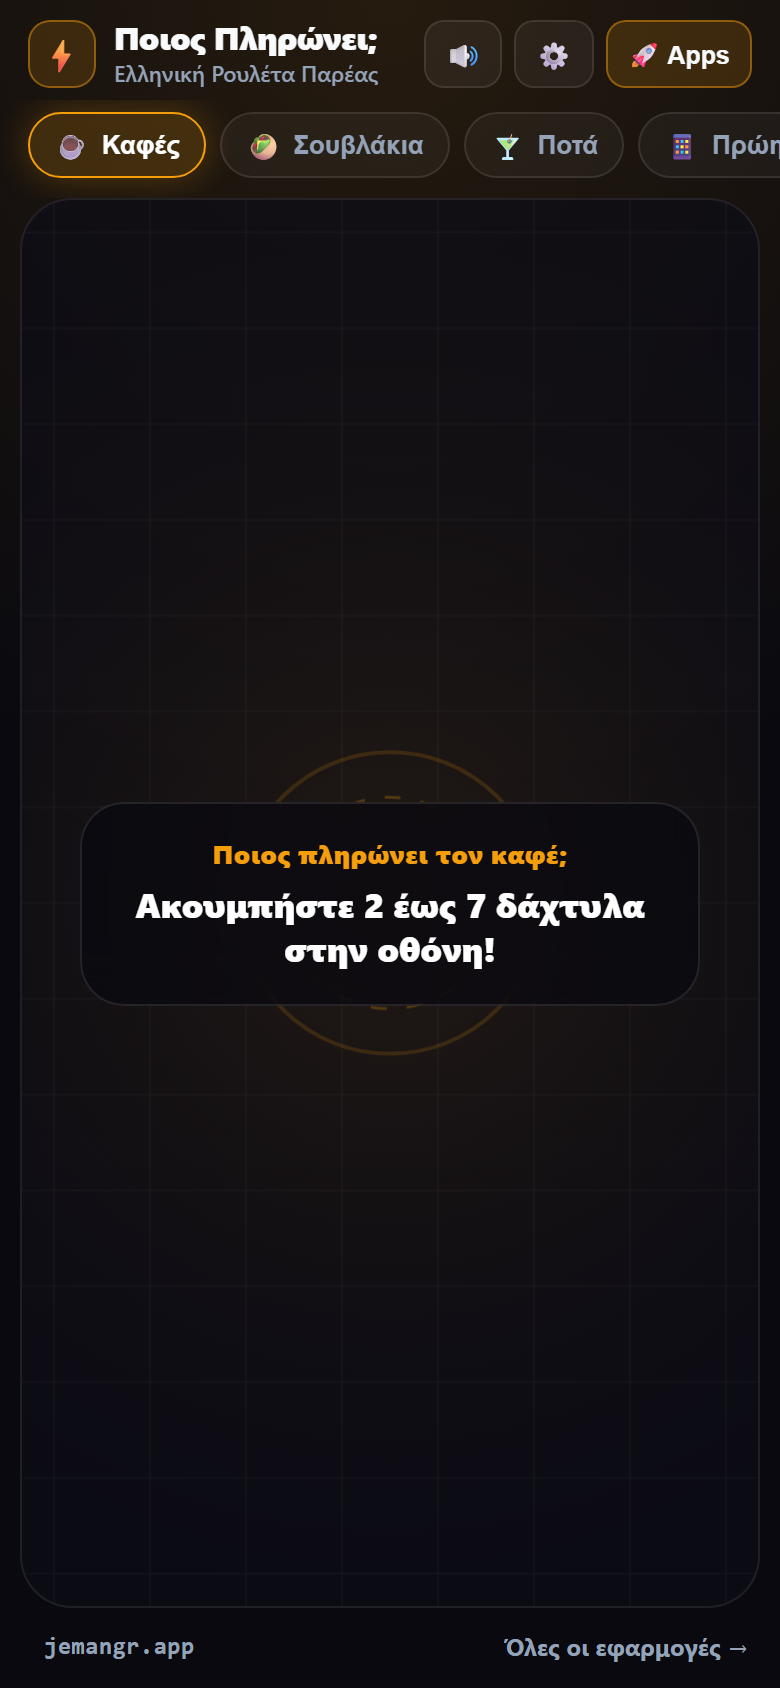 Ποιος Πληρώνει;
Ελληνική Ρουλέτα Παρέας
Apps
Καφές
Σουβλάκια
Ποτά
Ποιος πληρώνει τον καφέ;
Ακουμπήστε 2 έως 7 δάχτυλα
στην οθόνη!
jemangr.app
Όλες οι εφαρμογές →